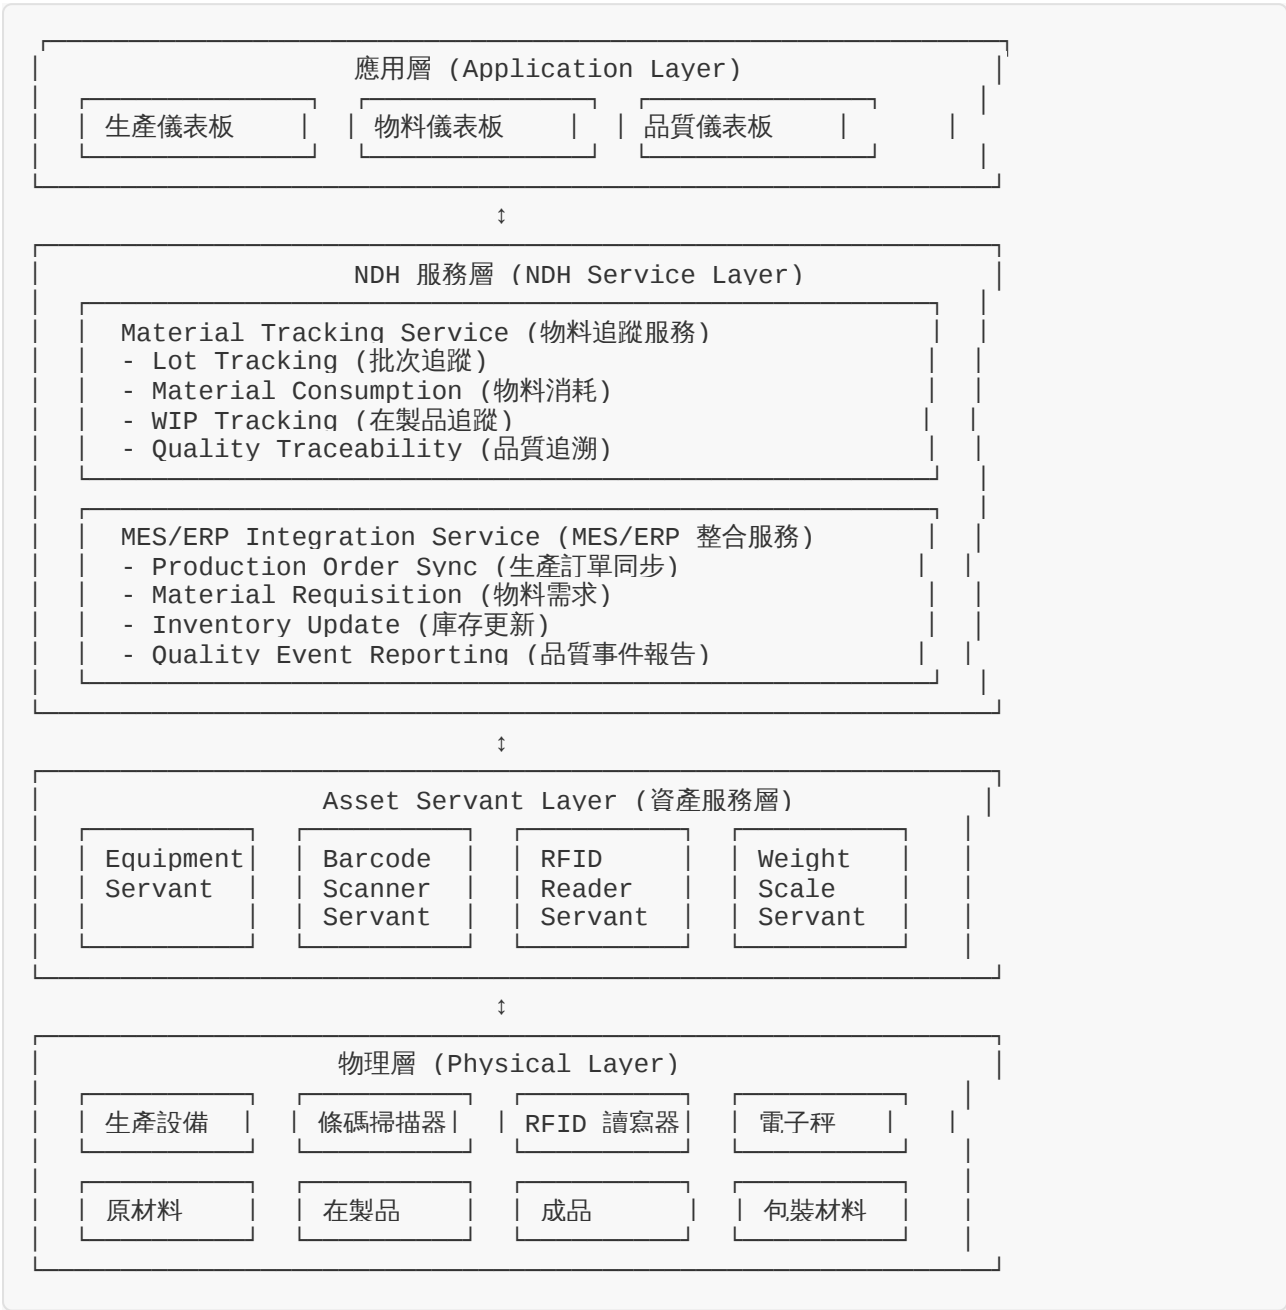 應用層 (Application Layer)
生產儀表板 物料儀表板 品質儀表板
↕
NDH 服務層 (NDH Service Layer)
Material Tracking Service (物料追蹤服務)
- Lot Tracking (批次追蹤)
- Material Consumption (物料消耗)
- WIP Tracking (在製品追蹤)
- Quality Traceability (品質追溯)
MES/ERP Integration Service (MES/ERP 整合服務)
- Production Order Sync (生產訂單同步)
- Material Requisition (物料需求)
- Inventory Update (庫存更新)
- Quality Event Reporting (品質事件報告)
↕
Asset Servant Layer (資產服務層)
Equipment Barcode RFID Weight
Servant Scanner Reader Scale
Servant Servant Servant
↕
物理層 (Physical Layer)
生產設備 條碼掃描器 RFID 讀寫器 電子秤
原材料 在製品 成品 包裝材料